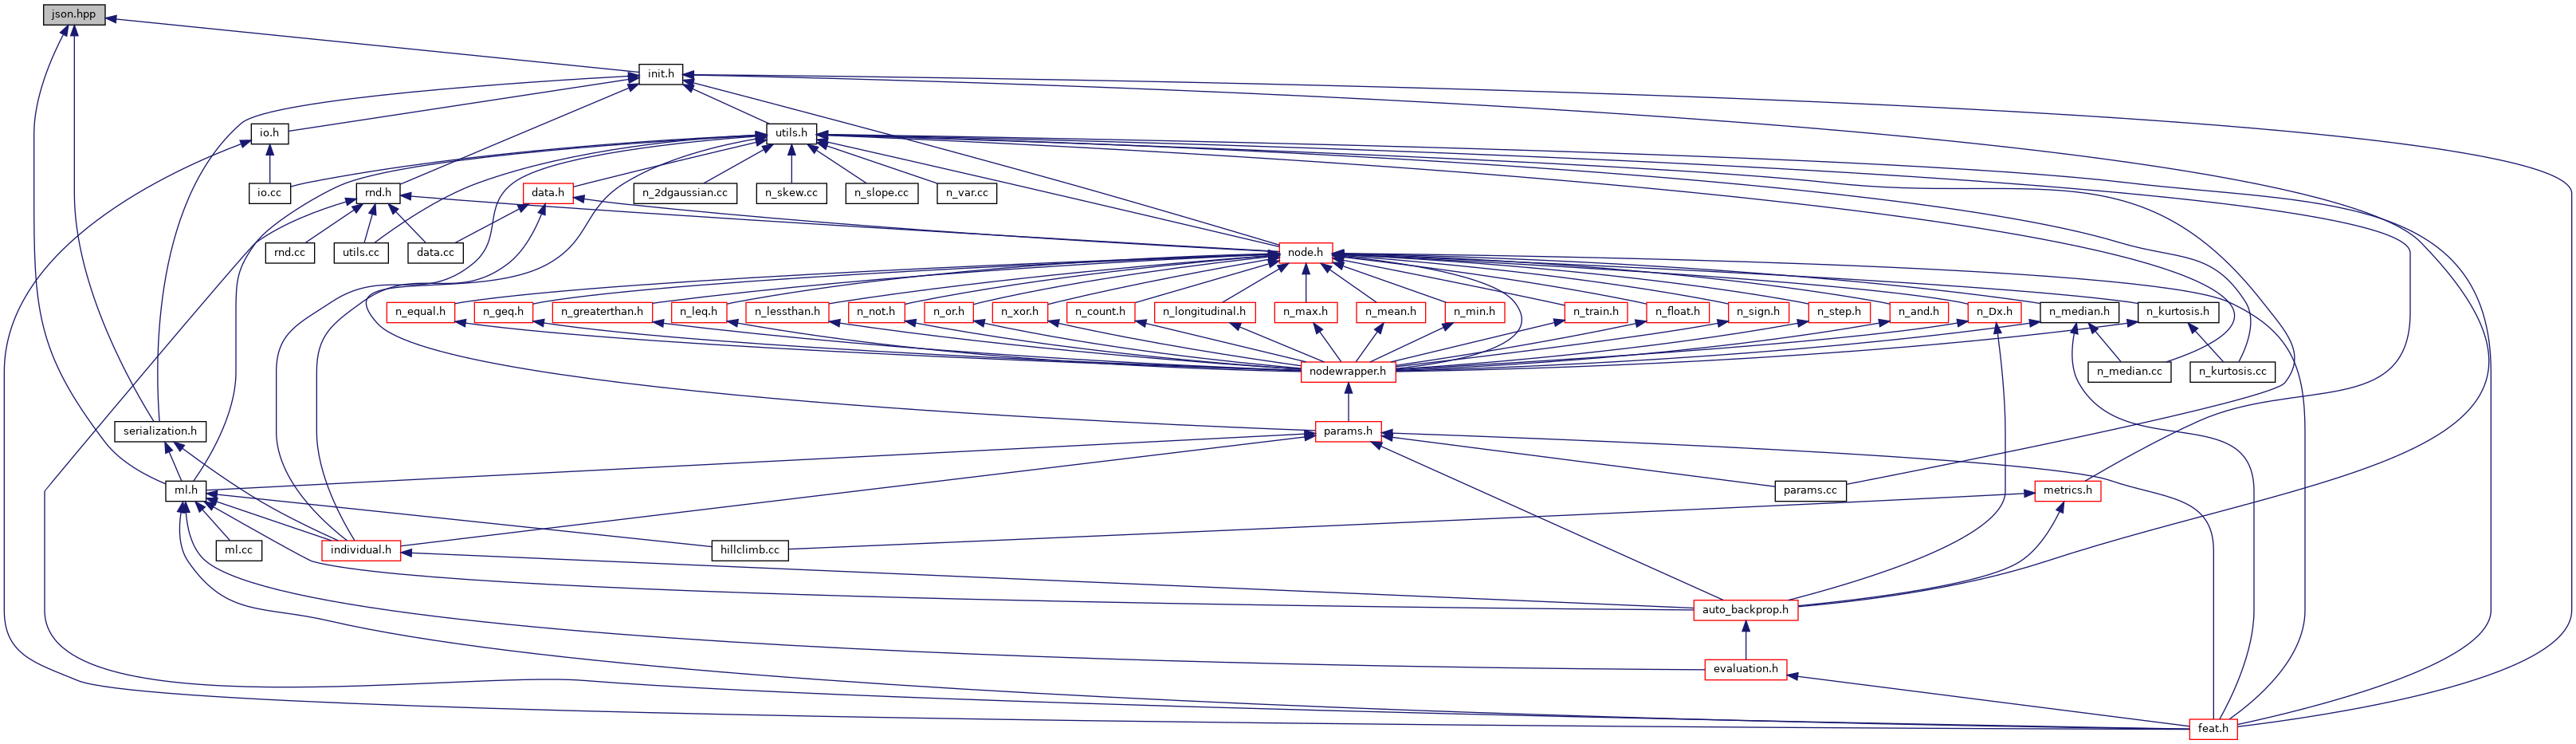 json.hpp
init.h
io.h
utils.h
io.cc
rnd.h
data.h
n_2dgaussian.cc
n_skew.cc
n_slope.cc
n_var.cc
rnd.cc
utils.cc
data.cc
node.h
n_equal.h
n_geq.h
n_greaterthan.h
n_leq.h
n_lessthan.h
n_not.h
n_or.h
n_xor.h
n_count.h
n_longitudinal.h
n_max.h
n_mean.h
n_min.h
n_train.h
n_float.h
n_sign.h
n_step.h
n_and.h
n_Dx.h
n_median.h
n_kurtosis.h
nodewrapper.h
n_median.cc
n_kurtosis.cc
serialization.h
params.h
ml.h
params.cc
metrics.h
ml.cc
individual.h
hillclimb.cc
auto_backprop.h
evaluation.h
feat.h